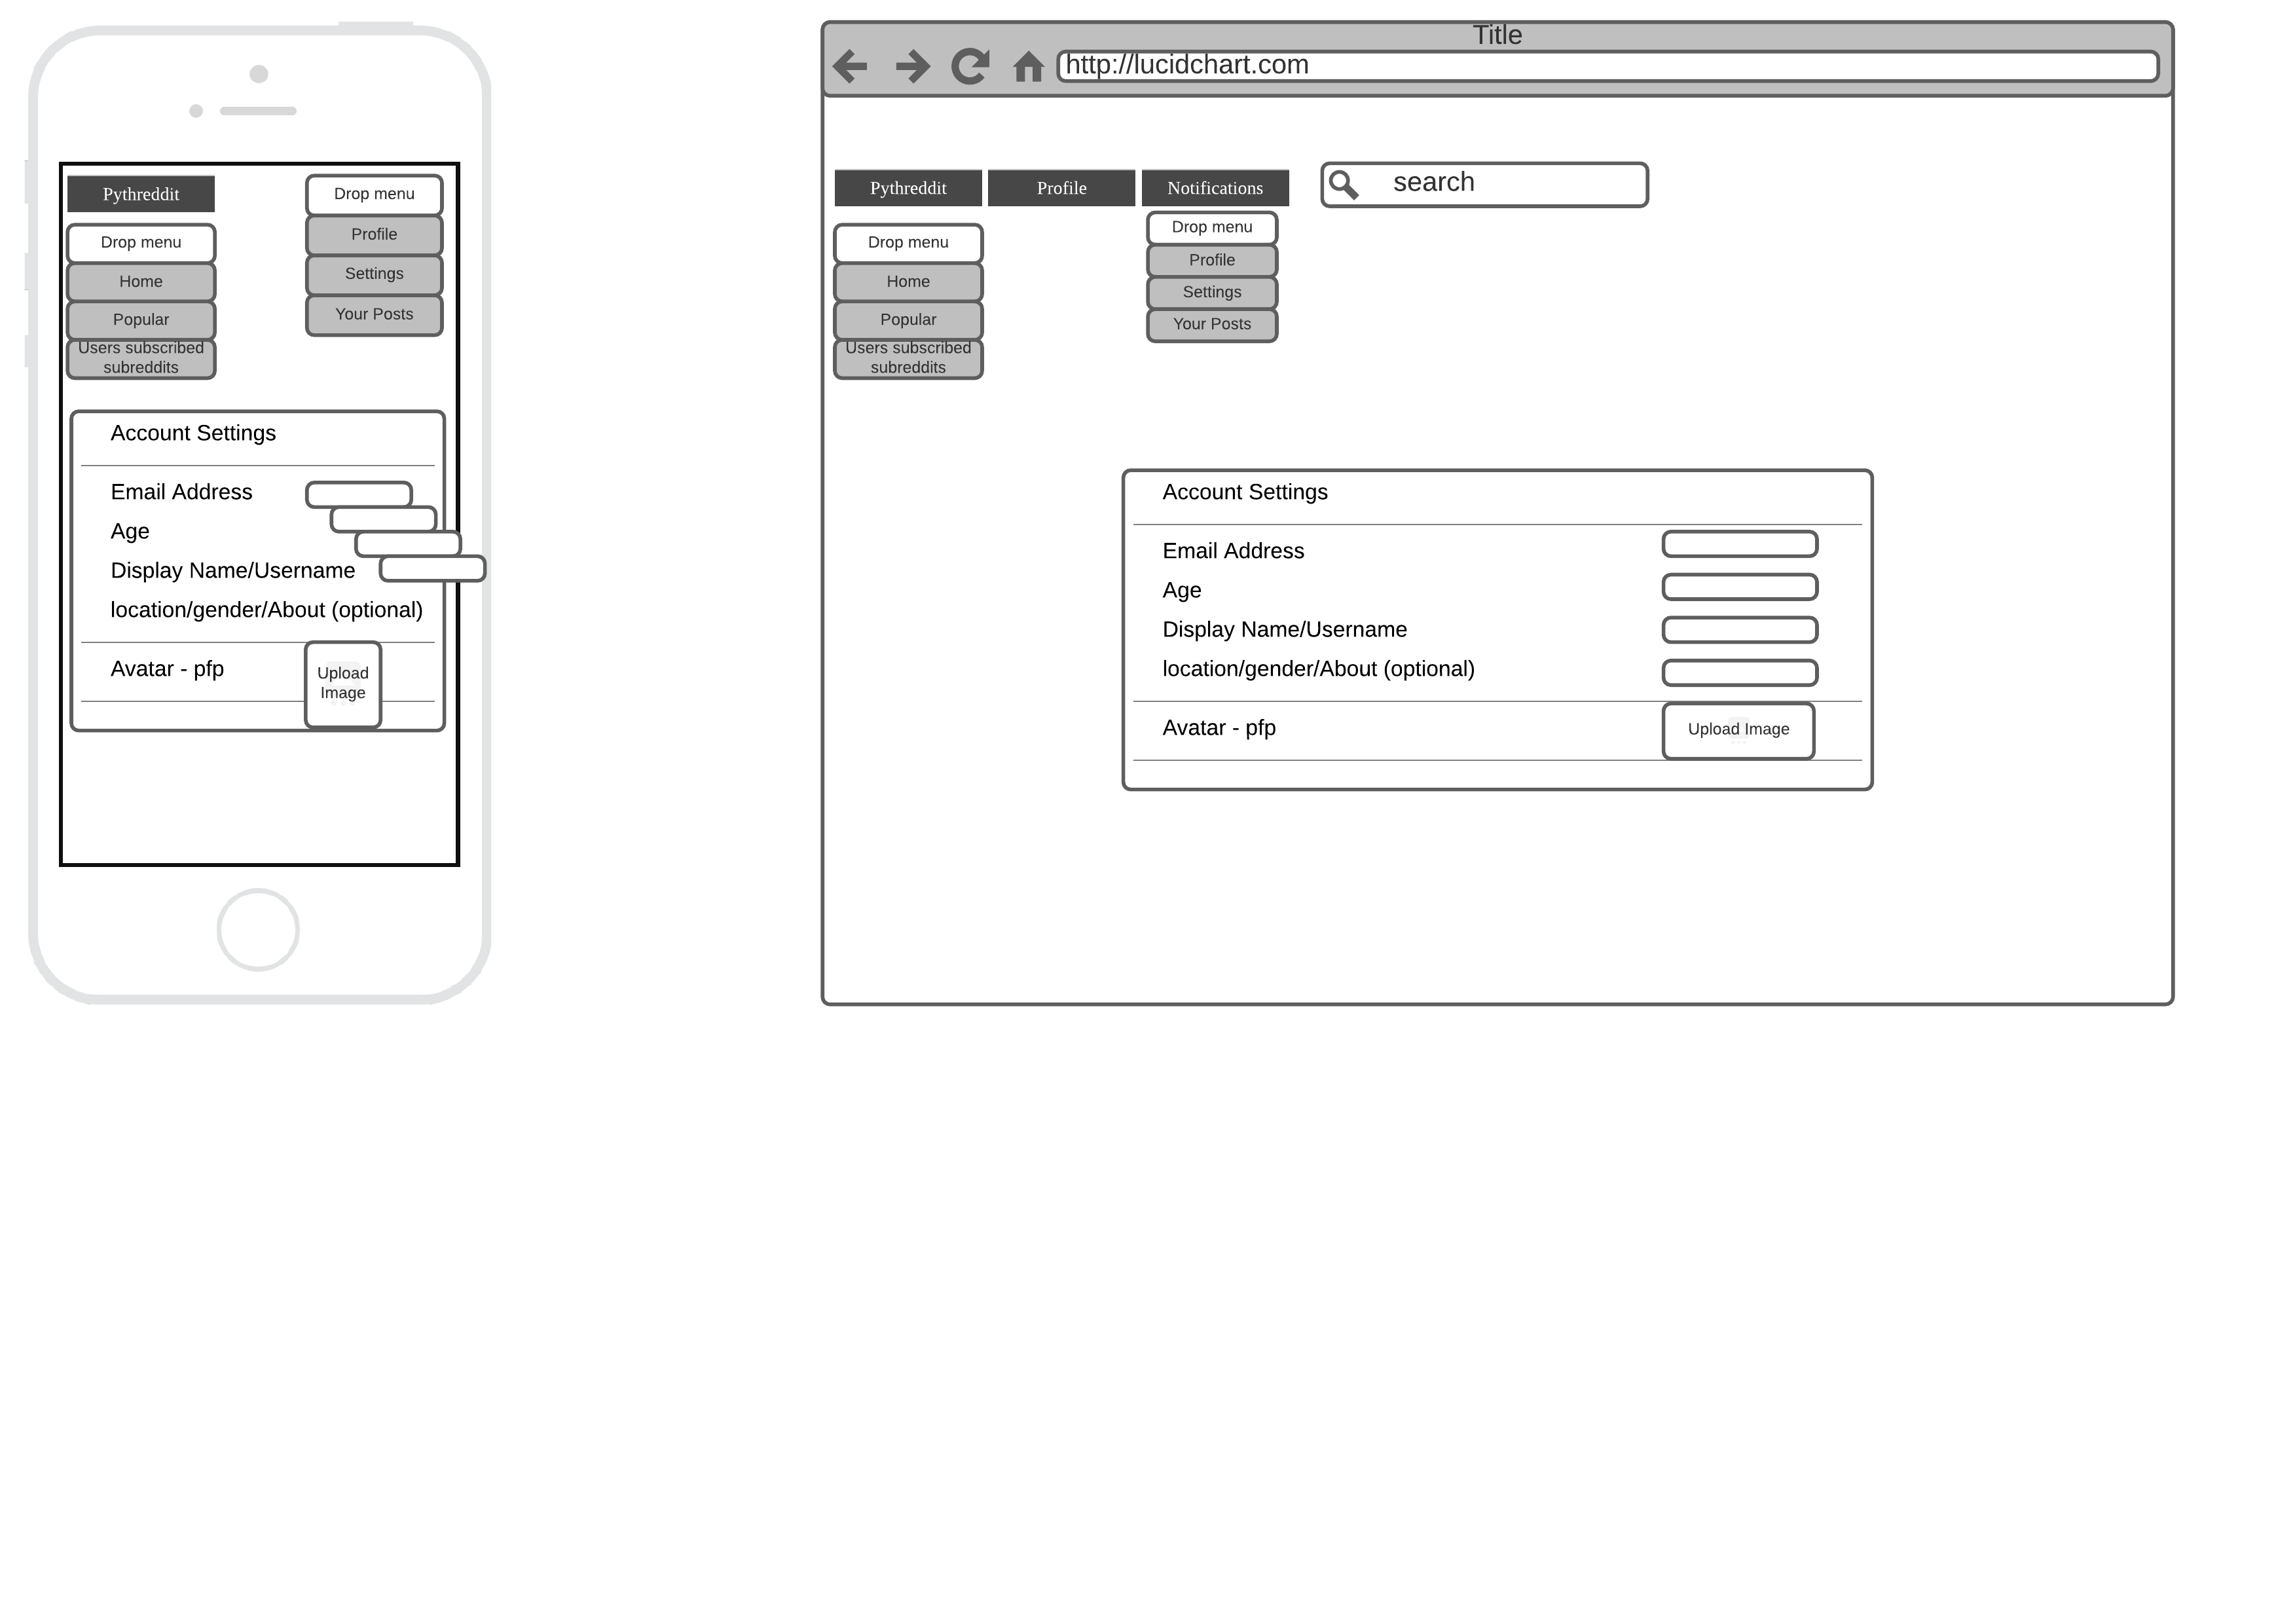 Pythreddit
Drop menu
Home
Popular
Users subscribed
subreddits
Drop menu
Profile
Settings
Your Posts
Account Settings
Email Address
Age
Display Name/Username
location/gender/About (optional)
Avatar - pfp
Upload
Image
Title
http://lucidchart.com
Pythreddit
Profile
Notifications
search
Drop menu
Home
Popular
Users subscribed
subreddits
Drop menu
Profile
Settings
Your Posts
Account Settings
Email Address
Age
Display Name/Username
location/gender/About (optional)
Avatar - pfp
Upload Image